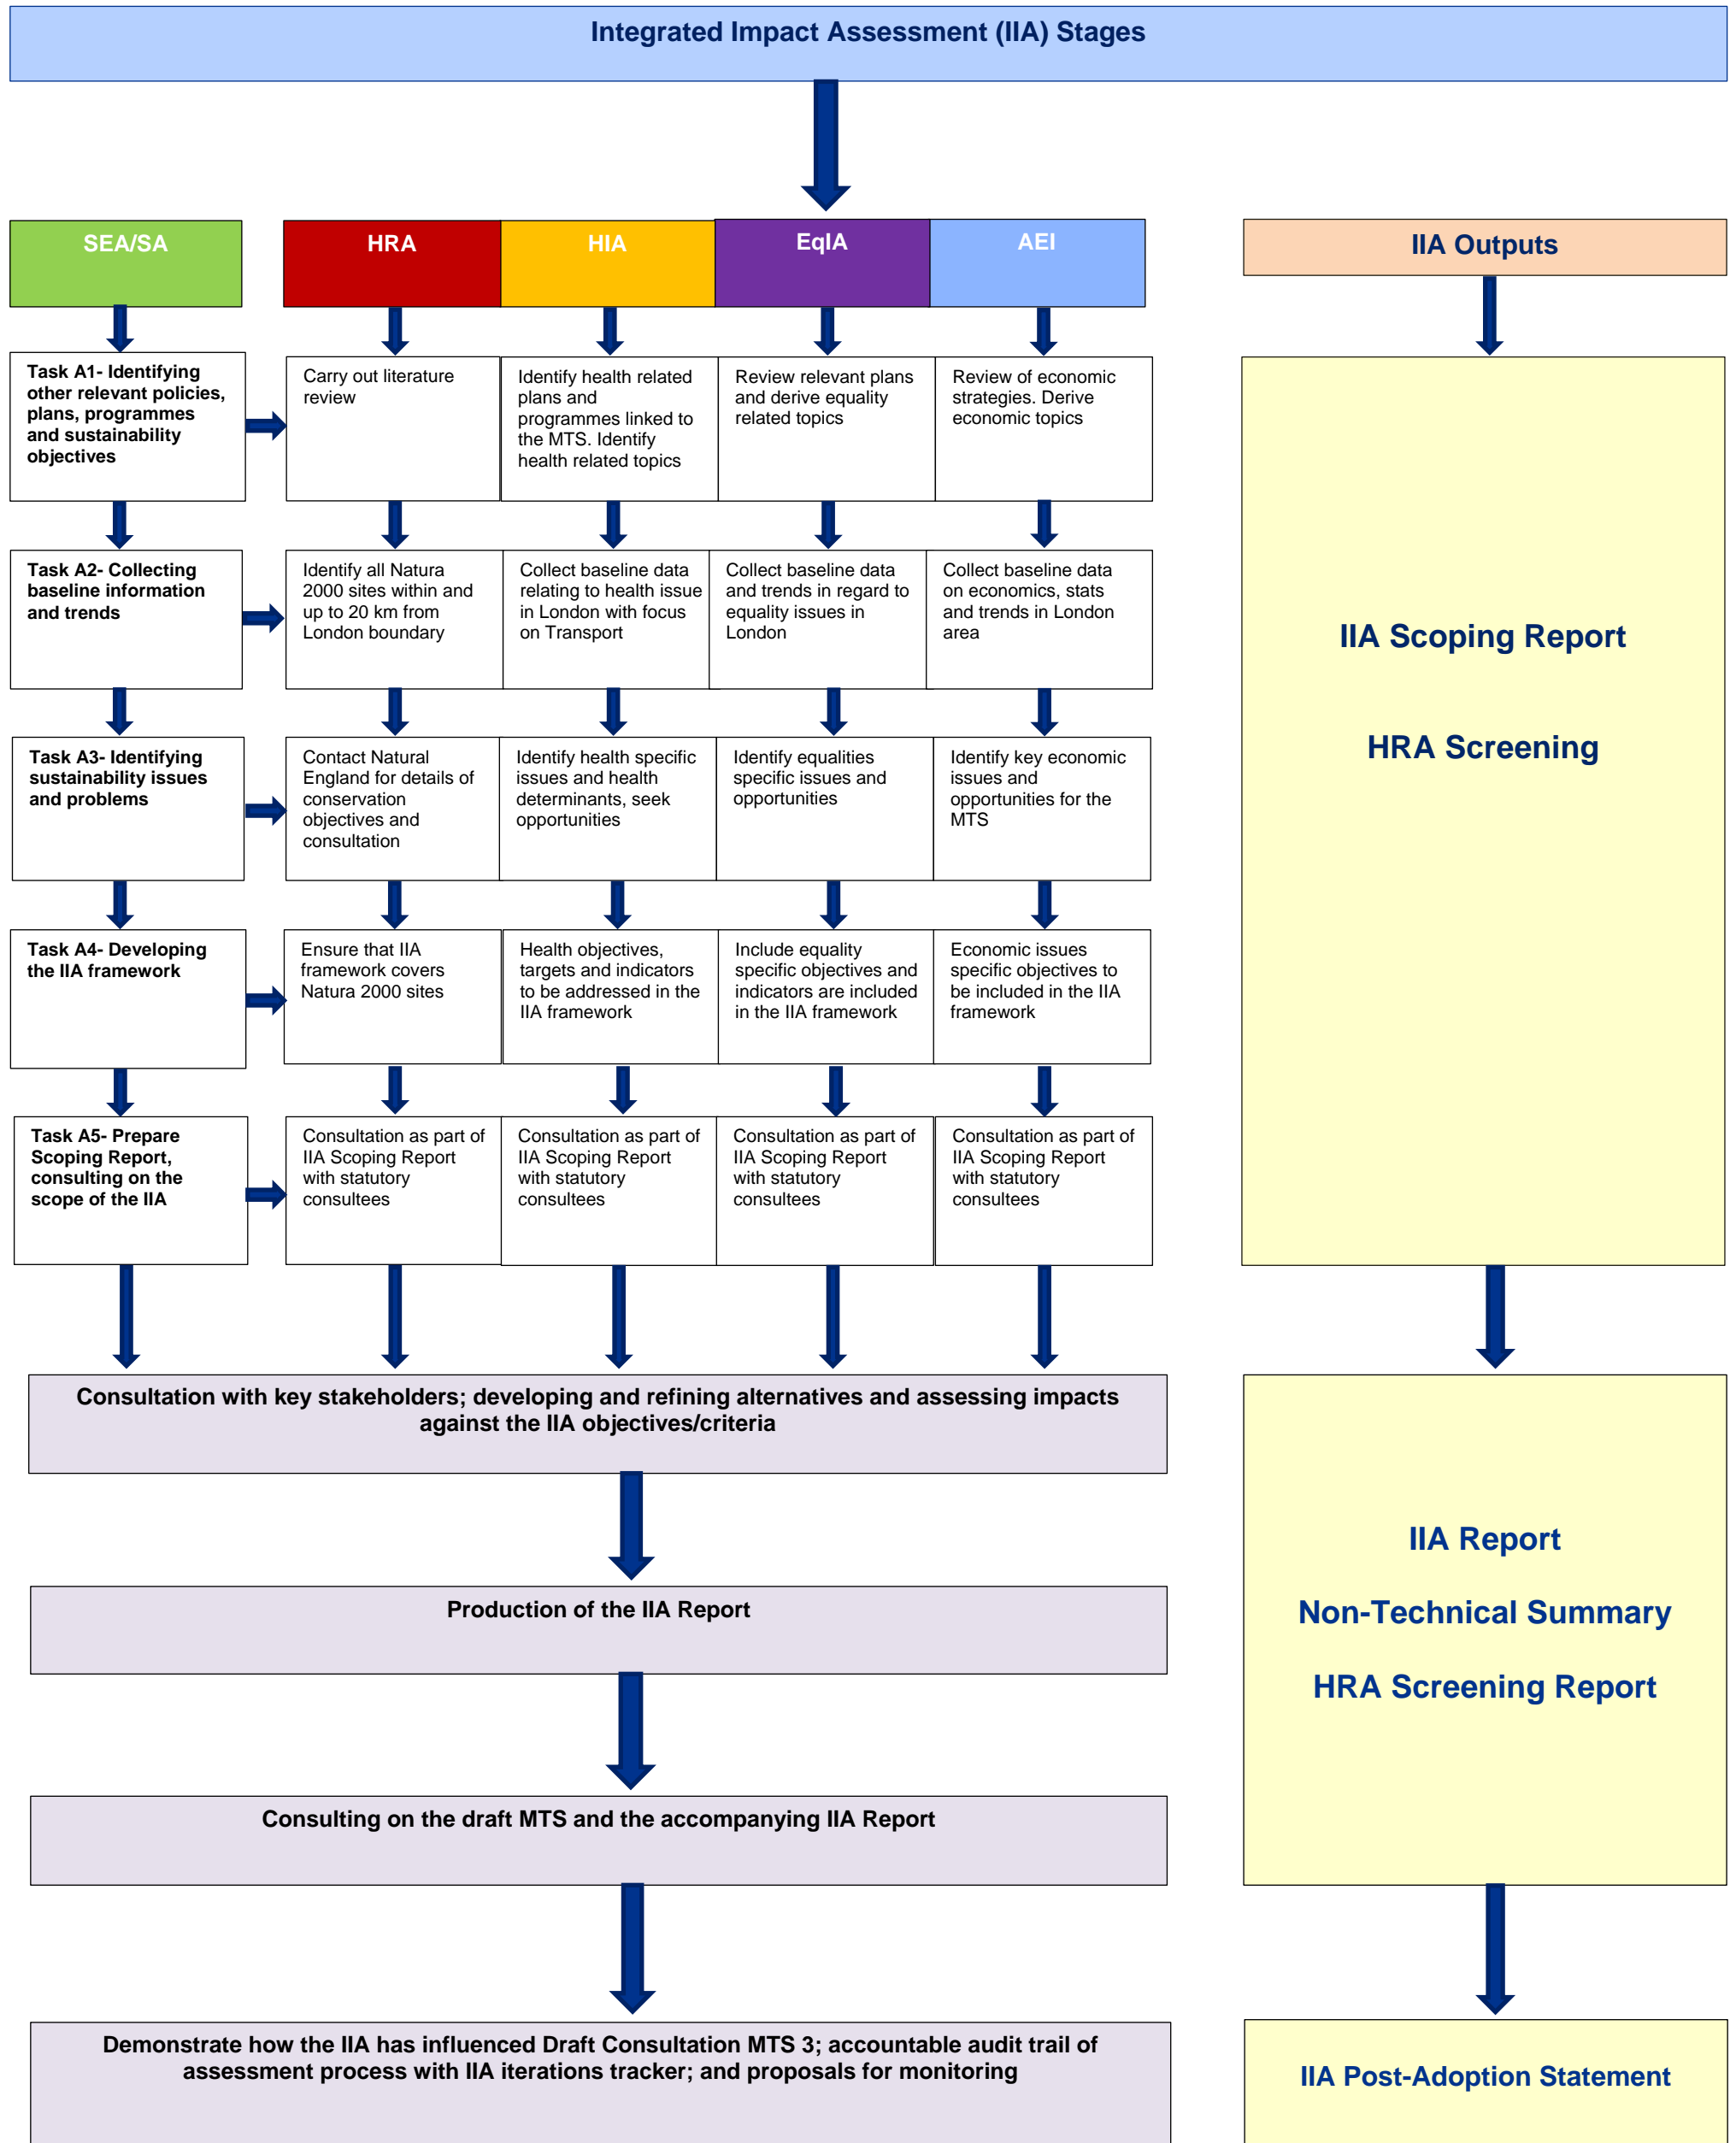 Integrated Impact Assessment (IIA) Stages
SEA/SA
HRA
HIA
EqIA
AEI
IIA Outputs
Task A1- Identifying
other relevant policies,
plans, programmes
and sustainability
objectives
Carry out literature
review
Identify health related
plans and
programmes linked to
the MTS. Identify
health related topics
Review relevant plans
and derive equality
related topics
Review of economic
strategies. Derive
economic topics
Task A2- Collecting
baseline information
and trends
Identify all Natura
2000 sites within and
up to 20 km from
London boundary
Collect baseline data
relating to health issue
in London with focus
on Transport
Collect baseline data
and trends in regard to
equality issues in
London
Collect baseline data
on economics, stats
and trends in London
area
IIA Scoping Report
HRA Screening
Task A3- Identifying
sustainability issues
and problems
Contact Natural
England for details of
conservation
objectives and
consultation
Identify health specific
issues and health
determinants, seek
opportunities
Identify equalities
specific issues and
opportunities
Identify key economic
issues and
opportunities for the
MTS
Task A4- Developing
the IIA framework
Ensure that IIA
framework covers
Natura 2000 sites
Health objectives,
targets and indicators
to be addressed in the
IIA framework
Include equality
specific objectives and
indicators are included
in the IIA framework
Economic issues
specific objectives to
be included in the IIA
framework
Task A5- Prepare
Scoping Report,
consulting on the
scope of the IIA
Consultation as part of
IIA Scoping Report
with statutory
consultees
Consultation as part of
IIA Scoping Report
with statutory
consultees
Consultation as part of
IIA Scoping Report
with statutory
consultees
Consultation as part of
IIA Scoping Report
with statutory
consultees
Consultation with key stakeholders; developing and refining alternatives and assessing impacts
against the IIA objectives/criteria
Production of the IIA Report
Consulting on the draft MTS and the accompanying IIA Report
IIA Report
Non-Technical Summary
HRA Screening Report
Demonstrate how the IIA has influenced Draft Consultation MTS 3; accountable audit trail of
assessment process with IIA iterations tracker; and proposals for monitoring
IIA Post-Adoption Statement